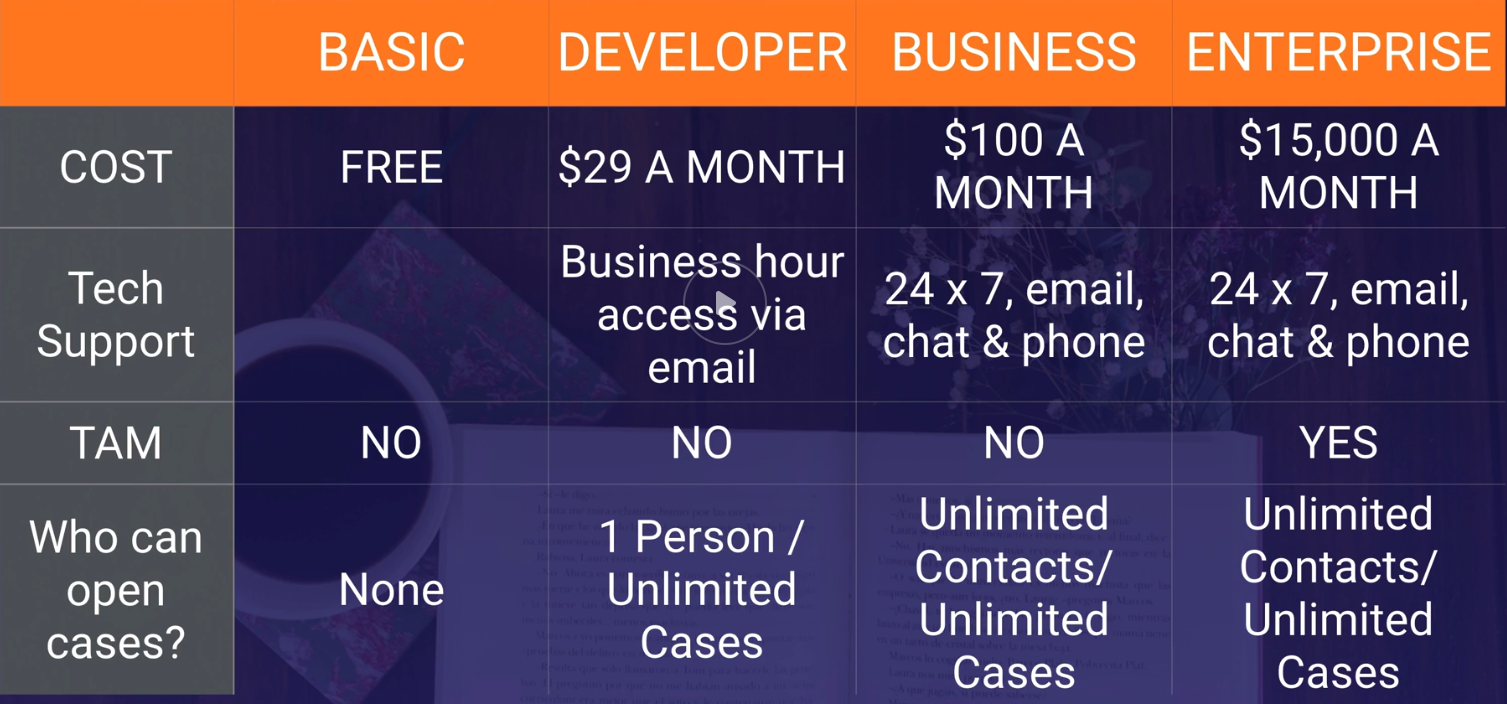 BASIC DEVELOPER BUSINESS ENTERPRISE
COST FREE $29 A MONTH $100 A MONTH $15,000 A MONTH
Tech Support Business hour access via email 24 x 7, email, chat & phone 24 x 7, email, chat & phone
TAM NO NO NO YES
Who can open cases? None 1 Person / Unlimited Cases Unlimited Contacts/ Unlimited Cases Unlimited Contacts/ Unlimited Cases